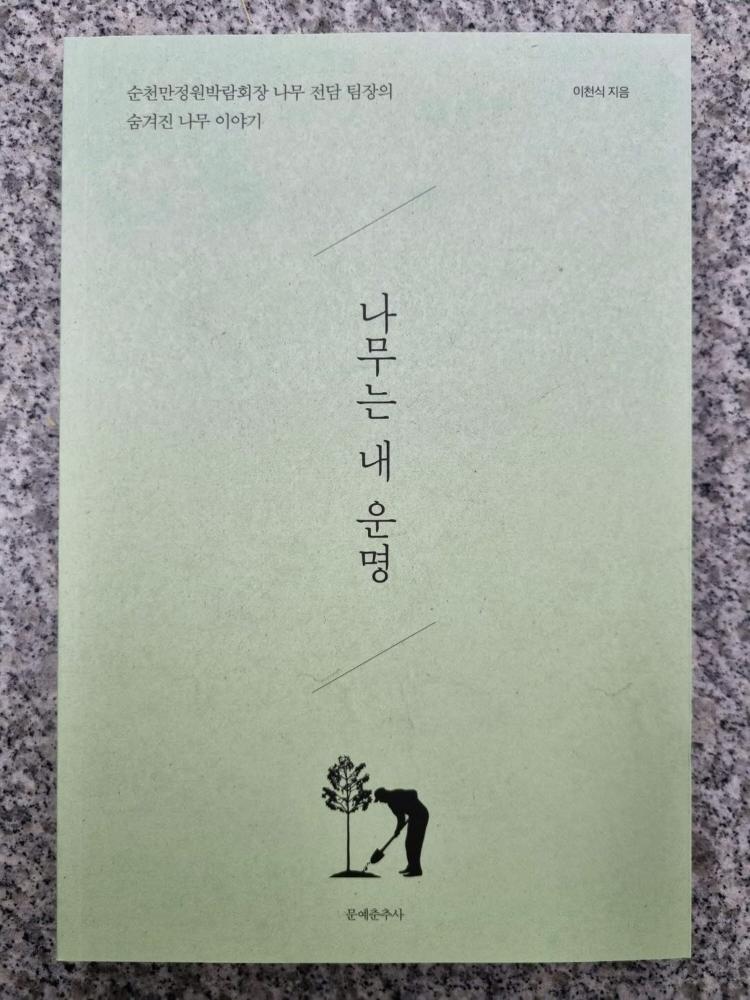 순천만정원박람회장 나무 전담 팀장의
숨겨진 나무 이야기
이천식 지음
나무는 내 운명
문예춘추사